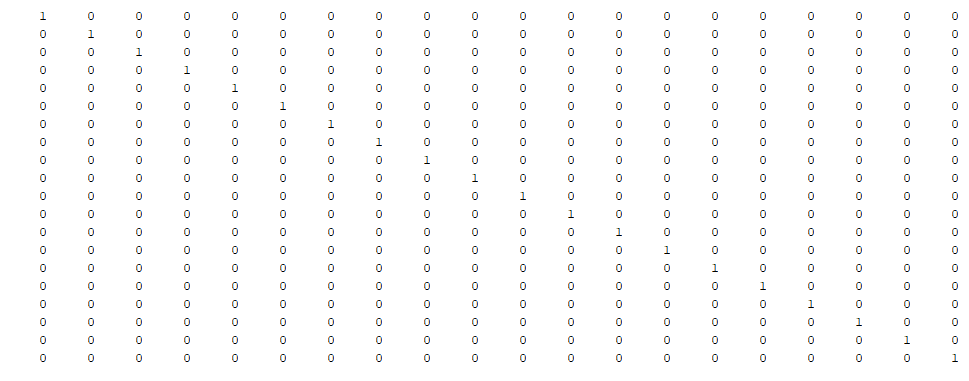 1 0 0 0 0 0 0 0 0 0 0 0 0 0 0 0 0 0 0 0
0 1 0 0 0 0 0 0 0 0 0 0 0 0 0 0 0 0 0 0
0 0 1 0 0 0 0 0 0 0 0 0 0 0 0 0 0 0 0 0
0 0 0 1 0 0 0 0 0 0 0 0 0 0 0 0 0 0 0 0
0 0 0 0 1 0 0 0 0 0 0 0 0 0 0 0 0 0 0 0
0 0 0 0 0 1 0 0 0 0 0 0 0 0 0 0 0 0 0 0
0 0 0 0 0 0 1 0 0 0 0 0 0 0 0 0 0 0 0 0
0 0 0 0 0 0 0 1 0 0 0 0 0 0 0 0 0 0 0 0
0 0 0 0 0 0 0 0 1 0 0 0 0 0 0 0 0 0 0 0
0 0 0 0 0 0 0 0 0 1 0 0 0 0 0 0 0 0 0 0
0 0 0 0 0 0 0 0 0 0 1 0 0 0 0 0 0 0 0 0
0 0 0 0 0 0 0 0 0 0 0 1 0 0 0 0 0 0 0 0
0 0 0 0 0 0 0 0 0 0 0 0 1 0 0 0 0 0 0 0
0 0 0 0 0 0 0 0 0 0 0 0 0 1 0 0 0 0 0 0
0 0 0 0 0 0 0 0 0 0 0 0 0 0 1 0 0 0 0 0
0 0 0 0 0 0 0 0 0 0 0 0 0 0 0 1 0 0 0 0
0 0 0 0 0 0 0 0 0 0 0 0 0 0 0 0 1 0 0 0
0 0 0 0 0 0 0 0 0 0 0 0 0 0 0 0 0 1 0 0
0 0 0 0 0 0 0 0 0 0 0 0 0 0 0 0 0 0 1 0
0 0 0 0 0 0 0 0 0 0 0 0 0 0 0 0 0 0 0 1